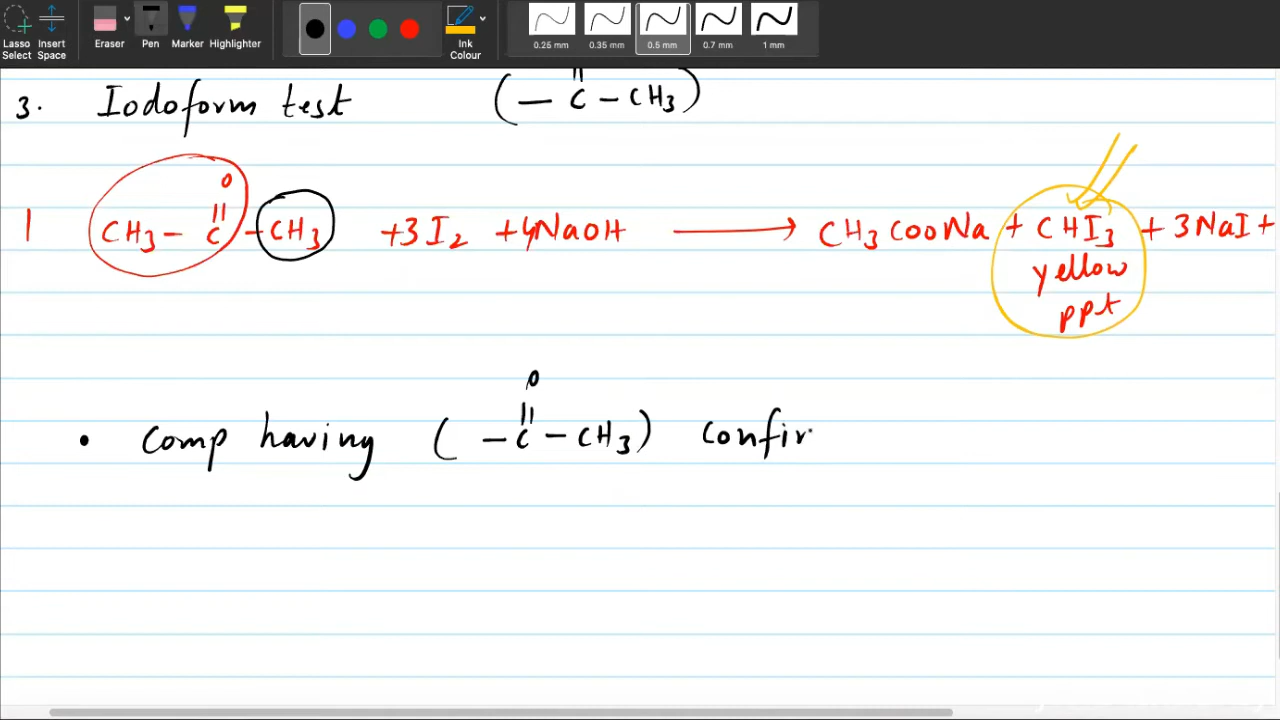 Lasso Select
Insert Space
Eraser
Pen
Marker
Highlighter
Ink Colour
0.25 mm
0.35 mm
0.5 mm
0.7 mm
1 mm
3. Iodoform test (— C — CH3)
1 CH3 — C — CH3 + 3I2 + 4NaOH → CH3COONa + CHI3 + 3NaI +
O
||
yellow
ppt
O
||
• Comp having ( — C — CH3) confir